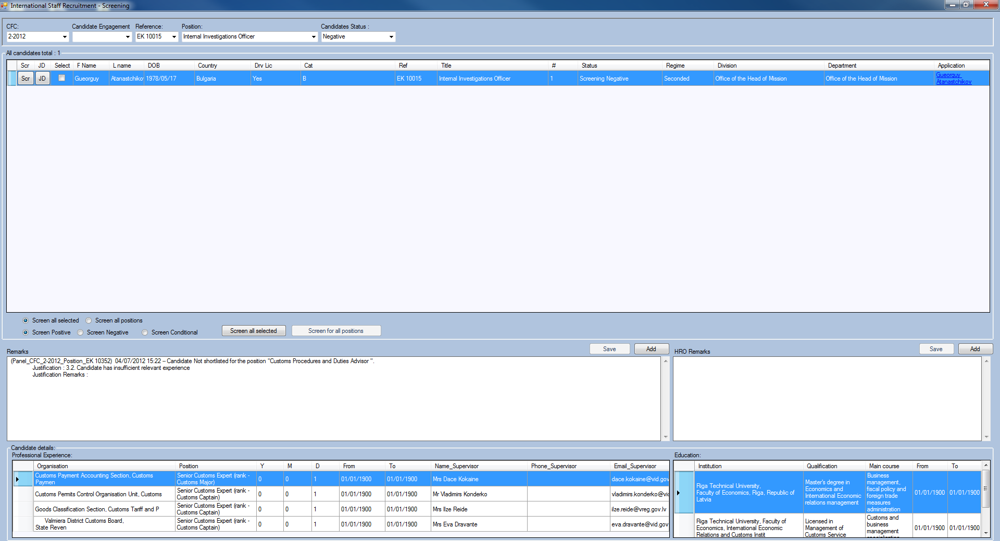 International Staff Recruitment - Screening
CFC: Candidate Engagement Reference: Position: Candidates Status :
2-2012 EK 10015 Internal Investigations Officer Negative
All candidates total : 1
Scr JD Select F Name L name DOB Country Drv Lic Cat Ref Title # Status Regime Division Department Application
Scr JD Gueorguy Atanastchikov 1978/05/17 Bulgaria Yes B EK 10015 Internal Investigations Officer 1 Screening Negative Seconded Office of the Head of Mission Office of the Head of Mission Gueorguy
Atanastchikov
Screen all selected Screen all positions
Screen Positive Screen Negative Screen Conditional Screen all selected Screen for all positions
Remarks Save Add HRO Remarks Save Add
(Panel_CFC_2-2012_Position_EK 10352) 04/07/2012 15:22 -- Candidate Not shortlisted for the position "Customs Procedures and Duties Advisor ".
Justification : 3.2. Candidate has insufficient relevant experience
Justification Remarks :
Candidate details:
Professional Experience:
Organisation Position Y M D From To Name_Supervisor Phone_Supervisor Email_Supervisor
Customs Payment Accounting Section, Customs
Paymen
Senior Customs Expert (rank -
Customs Major)
0 0 1 01/01/1900 01/01/1900 Mrs Dace Kokaine dace.kokaine@vid.gov
Customs Permits Control Organisation Unit, Customs
Senior Customs Expert (rank -
Customs Captain)
0 0 1 01/01/1900 01/01/1900 Mr Vladimirs Konderko vladimirs.konderko@vid
Goods Classification Section, Customs Tariff and P
Senior Customs Expert (rank -
Customs Captain)
0 0 1 01/01/1900 01/01/1900 Mrs Ilze Reide ilze.reide@vreg.gov.lv
Valmiera District Customs Board,
State Reven
Senior Customs Expert (rank -
Customs Captain)
0 0 1 01/01/1900 01/01/1900 Mrs Eva Dravante eva.dravante@vid.gov
Education:
Institution Qualification Main course From To
Riga Technical University,
Faculty of Economics, Riga, Republic of
Latvia
Master's degree in
Economics and
International Economic
relations management
Business
management,
fiscal policy and
foreign trade
measures
administration
01/01/1900 01/01/1900
Riga Technical University, Faculty of
Economics, International Economic
Relations and Customs Instit
Licensed in
Management of
Customs Service
Customs and
business
management
01/01/1900 01/01/1900